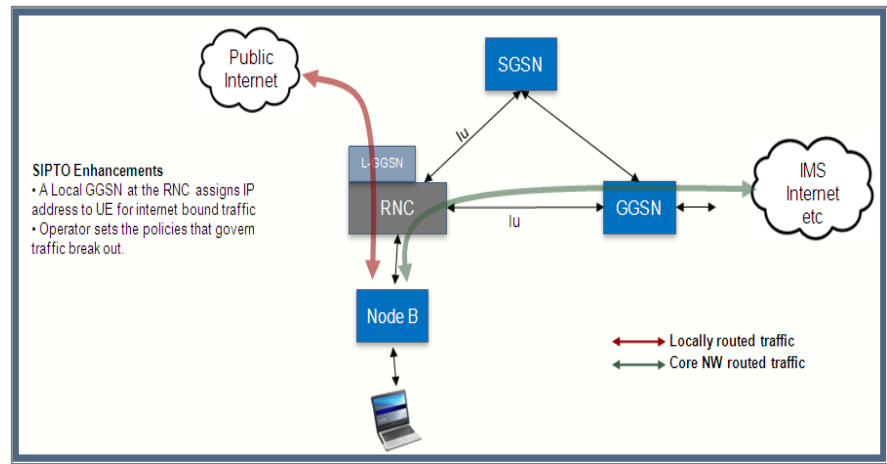 Public
Internet
SGSN
Iu
L-GGSN
SIPTO Enhancements
• A Local GGSN at the RNC assigns IP
address to UE for internet bound traffic
• Operator sets the policies that govern
traffic break out.
RNC
Iu
GGSN
IMS
Internet
etc
Node B
Locally routed traffic
Core NW routed traffic